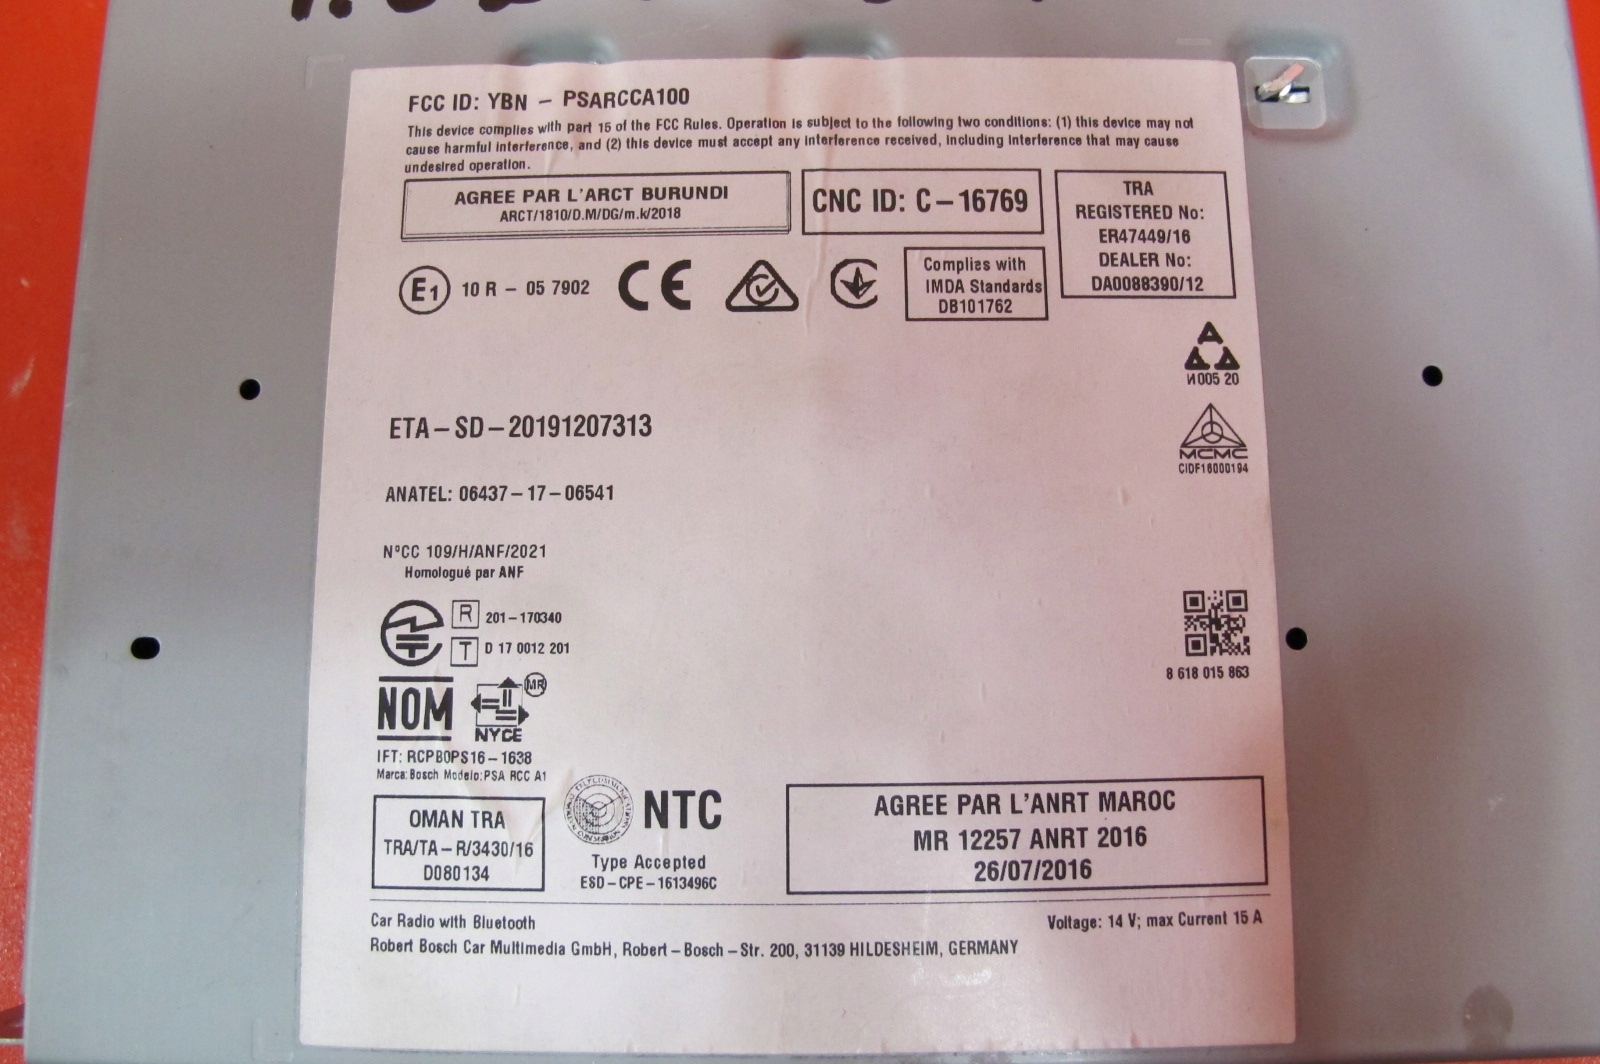 FCC ID: YBN – PSARCCA100
This device complies with part 15 of the FCC Rules. Operation is subject to the following two conditions: (1) this device may not
cause harmful interference, and (2) this device must accept any interference received, including interference that may cause
undesired operation.
AGREE PAR L'ARCT BURUNDI
ARCT/1810/D.M/DG/m.k/2018
CNC ID: C – 16769
TRA
REGISTERED No:
ER47449/16
DEALER No:
DA0088390/12
E1 10 R – 05 7902
CE
Complies with
IMDA Standards
DB101762
И005 20
MCMC
CIDF16000194
ETA – SD – 20191207313
ANATEL: 06437 – 17 – 06541
N°CC 109/H/ANF/2021
Homologué par ANF
R 201 – 170340
T D 17 0012 201
8 618 015 863
NOM
MR
NYCE
IFT: RCPBOPS16 – 1638
Marca: Bosch Modelo: PSA RCC A1
OMAN TRA
TRA/TA – R/3430/16
D080134
NTC
Type Accepted
ESD – CPE – 1613496C
AGREE PAR L'ANRT MAROC
MR 12257 ANRT 2016
26/07/2016
Car Radio with Bluetooth
Voltage: 14 V; max Current 15 A
Robert Bosch Car Multimedia GmbH, Robert – Bosch – Str. 200, 31139 HILDESHEIM, GERMANY